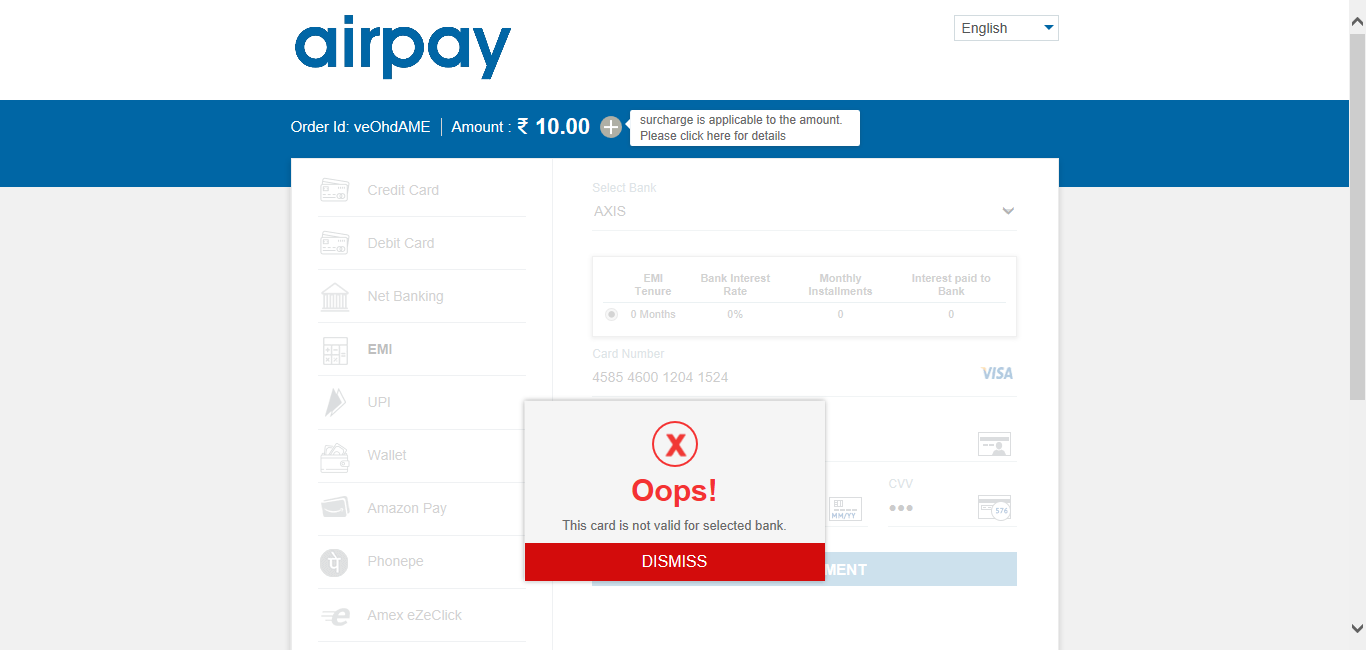 airpay
English
Order Id: veOhdAME
Amount : ₹ 10.00
surcharge is applicable to the amount.
Please click here for details
Credit Card
Debit Card
Net Banking
EMI
UPI
Wallet
Amazon Pay
Phonepe
Amex eZeClick
Select Bank
AXIS
EMI Tenure
Bank Interest Rate
Monthly Installments
Interest paid to Bank
0 Months 0% 0 0
Card Number
4585 4600 1204 1524
VISA
MM/YY
CVV
576
MENT
X
Oops!
This card is not valid for selected bank.
DISMISS